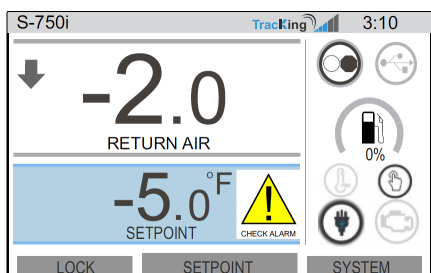 S-750i TracKing 3:10
-2.0
RETURN AIR
0%
-5.0°F
SETPOINT
CHECK ALARM
LOCK SETPOINT SYSTEM